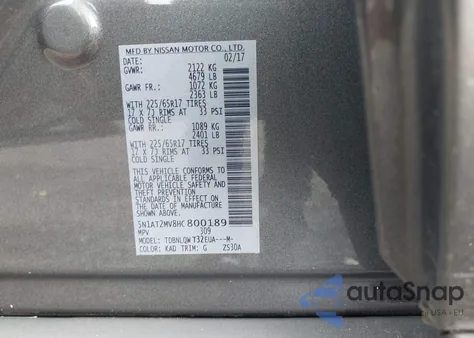 MFD BY NISSAN MOTOR CO., LTD.
DATE: 02/17
GVWR: 2122 KG
4679 LB
GAWR FR.: 1072 KG
2363 LB
WITH 225/65R17 TIRES
17 X 7J RIMS AT 33 PSI
COLD SINGLE
GAWR RR.: 1089 KG
2401 LB
WITH 225/65R17 TIRES
17 X 7J RIMS AT 33 PSI
COLD SINGLE
THIS VEHICLE CONFORMS TO
ALL APPLICABLE FEDERAL
MOTOR VEHICLE SAFETY AND
THEFT PREVENTION
STANDARDS IN EFFECT ON
THE DATE OF MANUFACTURE
SHOWN ABOVE.
5N1AT2MV8HC800189
MPV 309
MODEL: TDBNLQW T32EUA---M-
COLOR: KAD TRIM: G 2530A
autoSnap
USA • EU